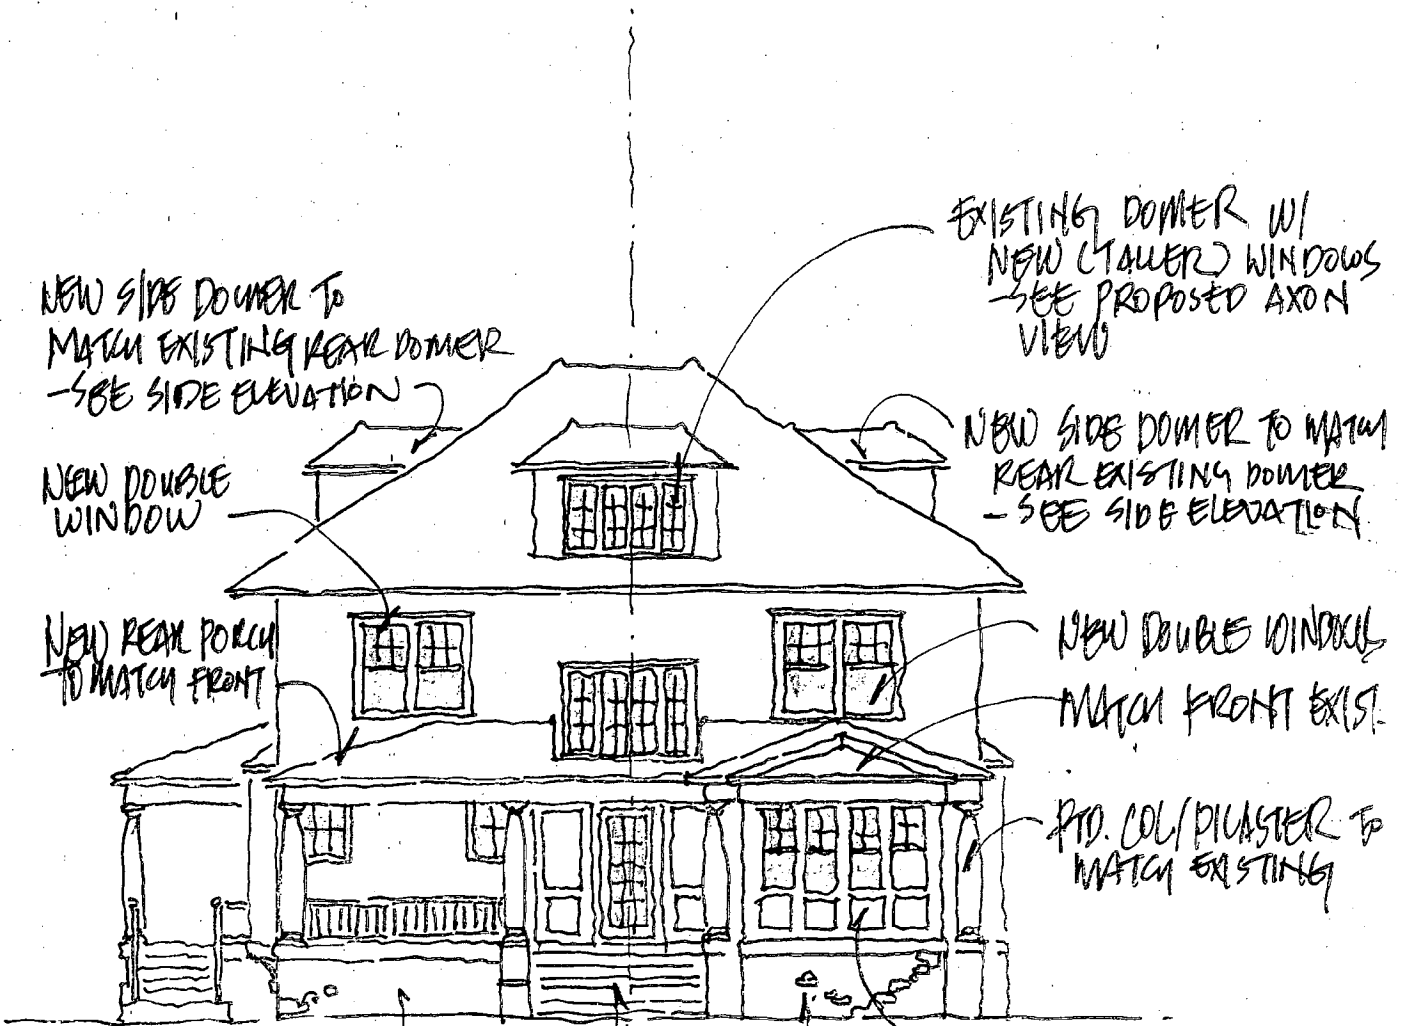 EXISTING DOMER W/
NEW (TALLER) WINDOWS
-SEE PROPOSED AXON
VIEW
NEW SIDE DOMER TO
MATCH EXISTING REAR DOMER
-SEE SIDE ELEVATION
NEW SIDE DOMER TO MATCH
REAR EXISTING DOMER
- SEE SIDE ELEVATION
NEW DOUBLE
WINDOW
NEW REAR PORCH
TO MATCH FRONT
NEW DOUBLE WINDOWS
MATCH FRONT EXIST.
PTD. COL/PILASTER TO
MATCH EXISTING